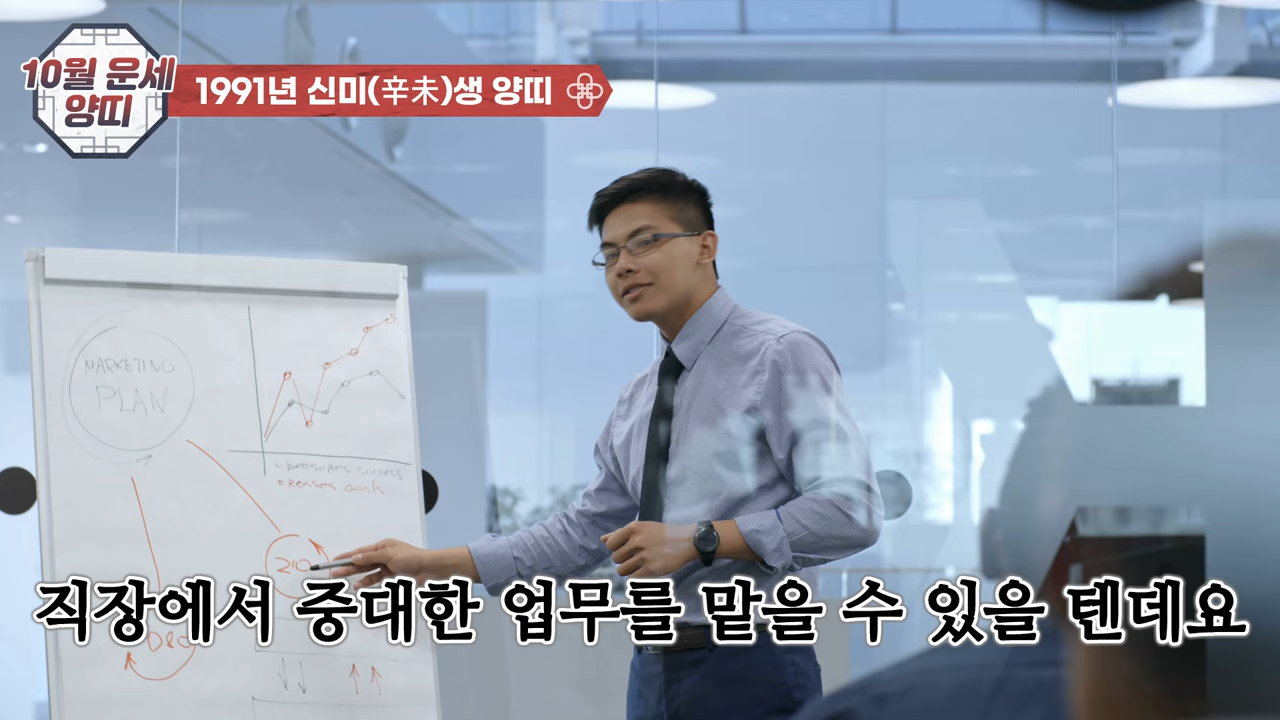 10월 운세
양띠
1991년 신미(辛未)생 양띠
MARKETING
PLAN
210
직장에서 중대한 업무를 맡을 수 있을 텐데요